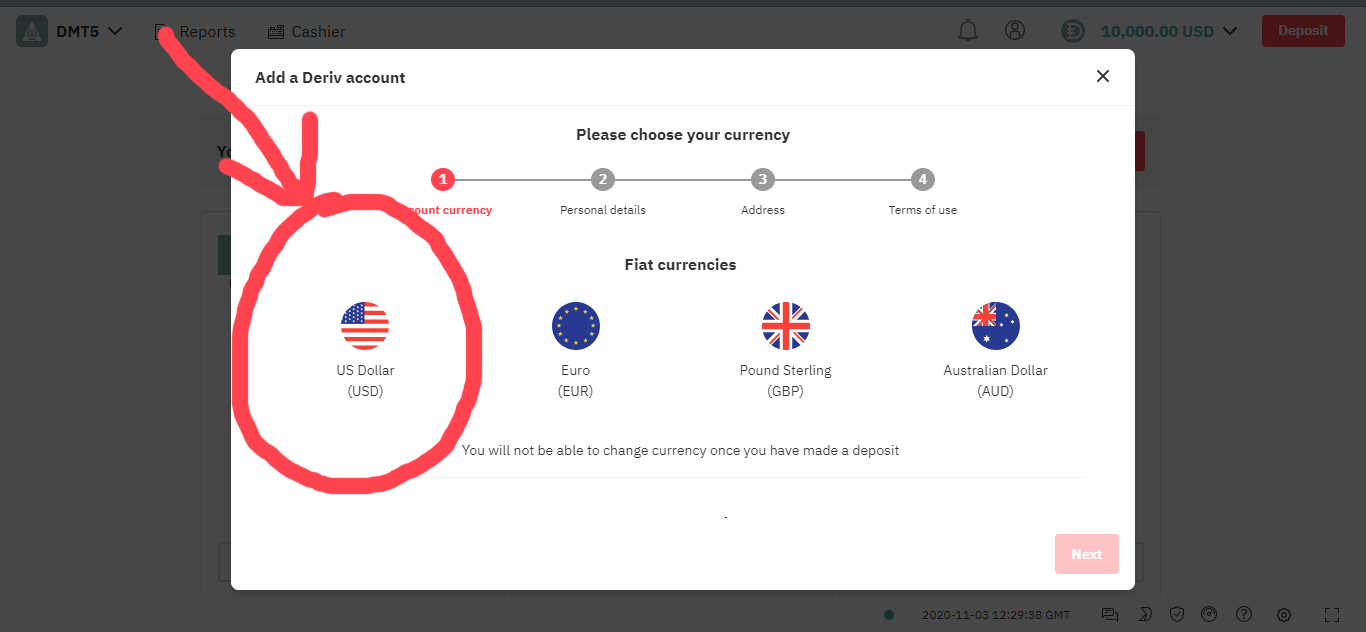 DMT5
Reports
Cashier
10,000.00 USD
Deposit
Add a Deriv account
Please choose your currency
1
2
3
4
currency
Personal details
Address
Terms of use
Fiat currencies
US Dollar
(USD)
Euro
(EUR)
Pound Sterling
(GBP)
Australian Dollar
(AUD)
You will not be able to change currency once you have made a deposit
Next
2020-11-03 12:29:38 GMT